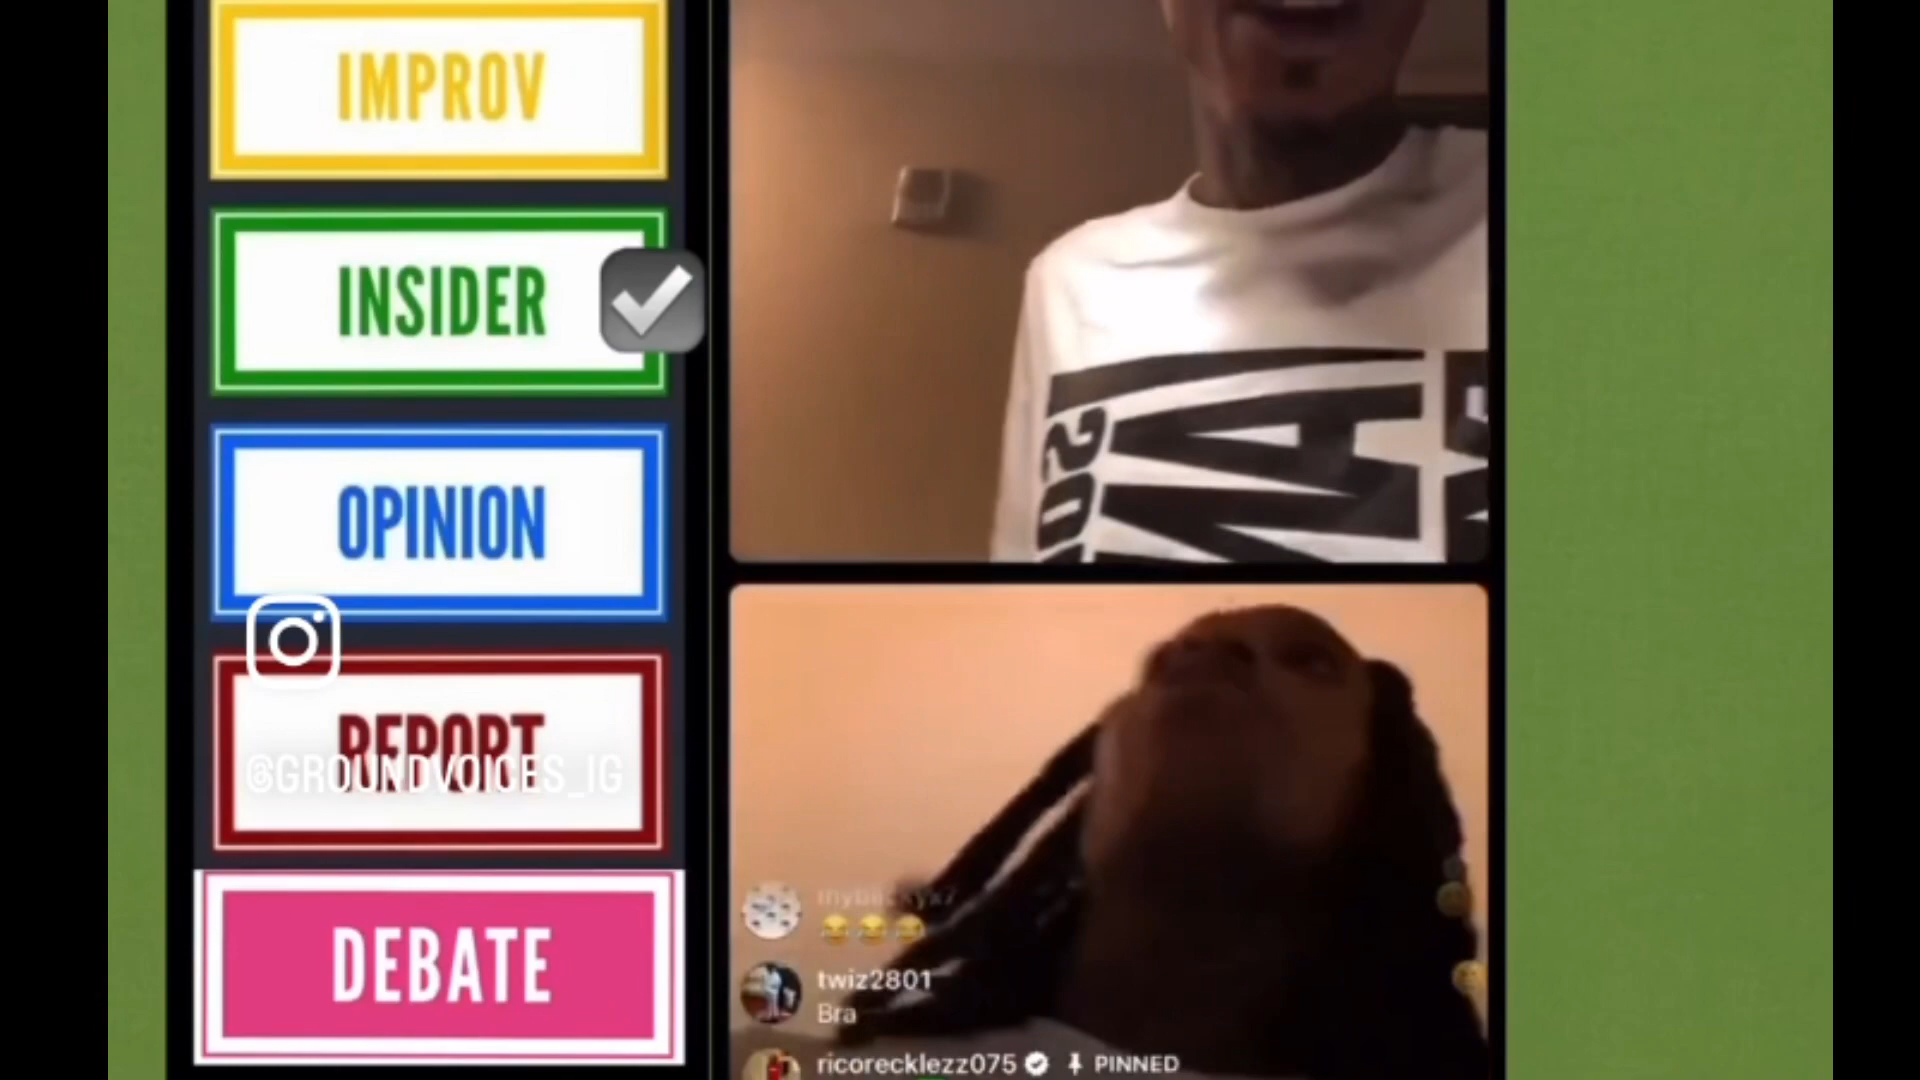 IMPROV
INSIDER
OPINION
REPORT
@GROUNDVOICES_IG
DEBATE
twiz2801
Bra
ricorecklezz075 PINNED